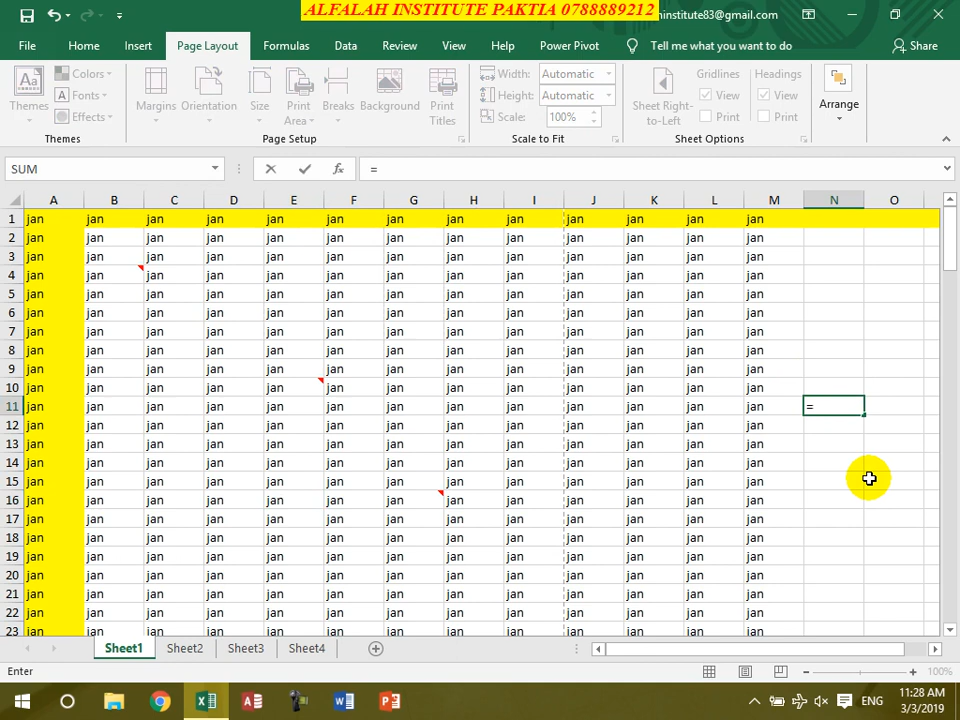 ALFALAH INSTITUTE PAKTIA 0788889212
institute83@gmail.com
File Home Insert Page Layout Formulas Data Review View Help Power Pivot Tell me what you want to do Share
Themes Colors Fonts Effects Margins Orientation Size Print Area Breaks Background Print Titles Width: Automatic Height: Automatic Scale: 100% Sheet Right-to-Left Gridlines View Print Headings View Print Arrange
Themes Page Setup Scale to Fit Sheet Options
SUM fx =
A B C D E F G H I J K L M N O
1 jan jan jan jan jan jan jan jan jan jan jan jan jan
2 jan jan jan jan jan jan jan jan jan jan jan jan jan
3 jan jan jan jan jan jan jan jan jan jan jan jan jan
4 jan jan jan jan jan jan jan jan jan jan jan jan jan
5 jan jan jan jan jan jan jan jan jan jan jan jan jan
6 jan jan jan jan jan jan jan jan jan jan jan jan jan
7 jan jan jan jan jan jan jan jan jan jan jan jan jan
8 jan jan jan jan jan jan jan jan jan jan jan jan jan
9 jan jan jan jan jan jan jan jan jan jan jan jan jan
10 jan jan jan jan jan jan jan jan jan jan jan jan jan
11 jan jan jan jan jan jan jan jan jan jan jan jan jan =
12 jan jan jan jan jan jan jan jan jan jan jan jan jan
13 jan jan jan jan jan jan jan jan jan jan jan jan jan
14 jan jan jan jan jan jan jan jan jan jan jan jan jan
15 jan jan jan jan jan jan jan jan jan jan jan jan jan
16 jan jan jan jan jan jan jan jan jan jan jan jan jan
17 jan jan jan jan jan jan jan jan jan jan jan jan jan
18 jan jan jan jan jan jan jan jan jan jan jan jan jan
19 jan jan jan jan jan jan jan jan jan jan jan jan jan
20 jan jan jan jan jan jan jan jan jan jan jan jan jan
21 jan jan jan jan jan jan jan jan jan jan jan jan jan
22 jan jan jan jan jan jan jan jan jan jan jan jan jan
23 jan jan jan jan jan jan jan jan jan jan jan jan jan
Sheet1 Sheet2 Sheet3 Sheet4
Enter 100%
ENG 11:28 AM
3/3/2019